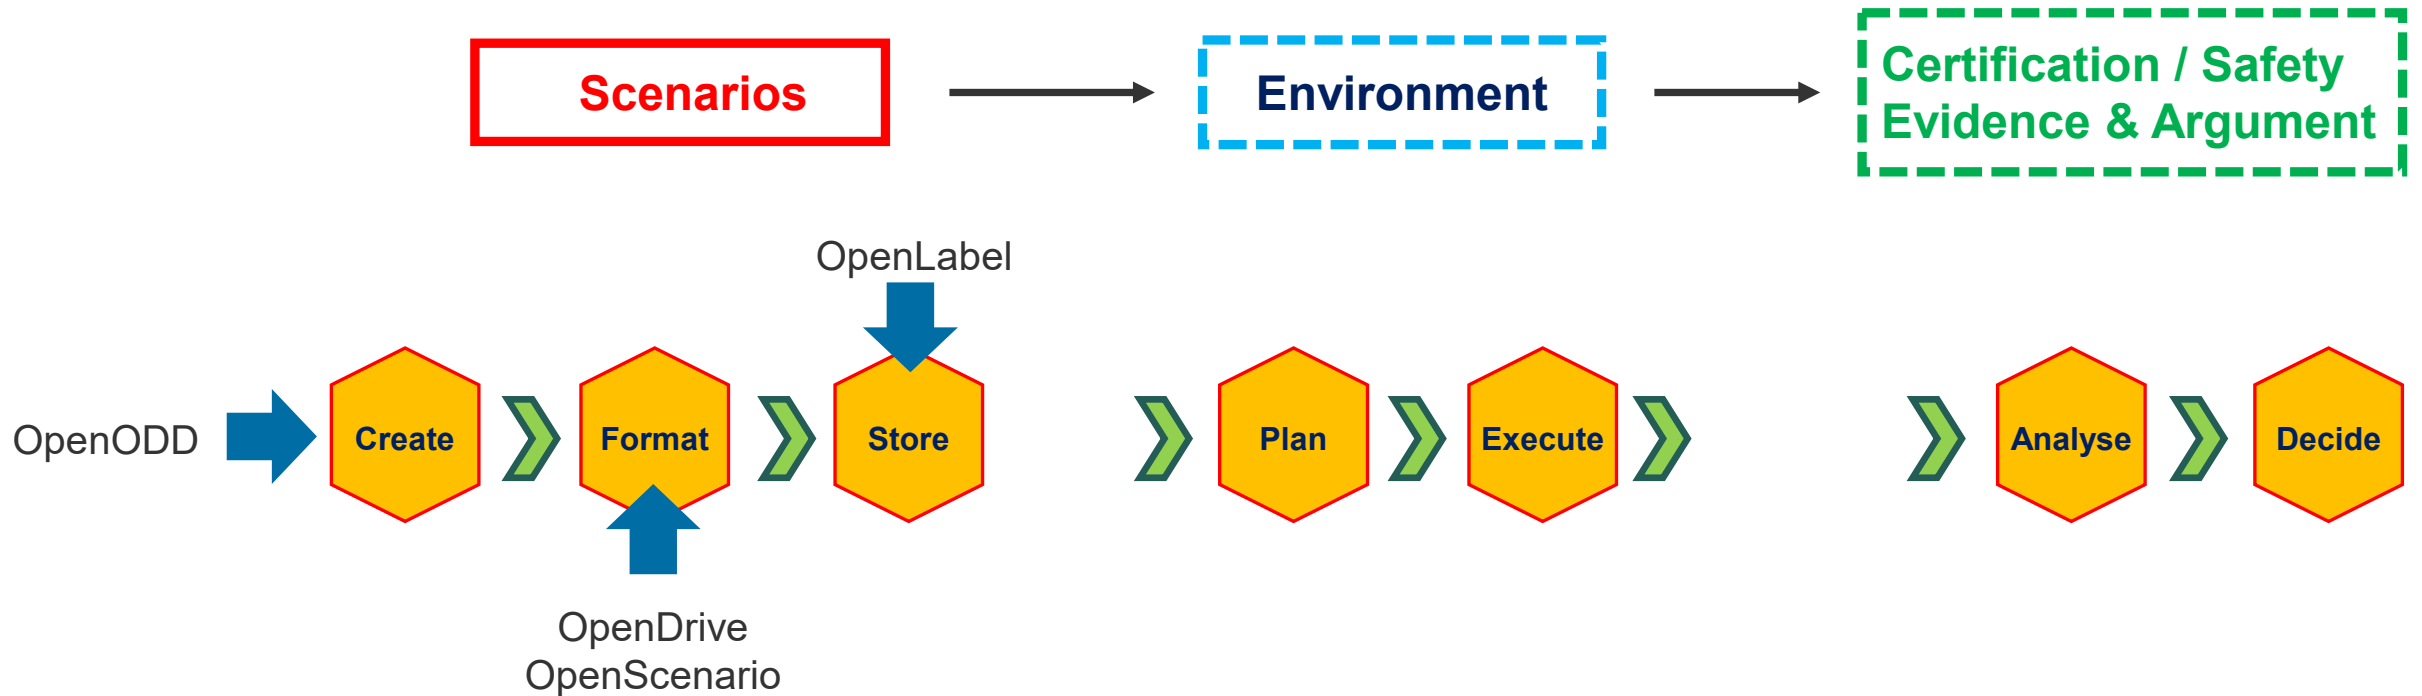 Scenarios
Environment
Certification / Safety
Evidence & Argument
OpenLabel
OpenODD
Create
Format
Store
Plan
Execute
Analyse
Decide
OpenDrive
OpenScenario